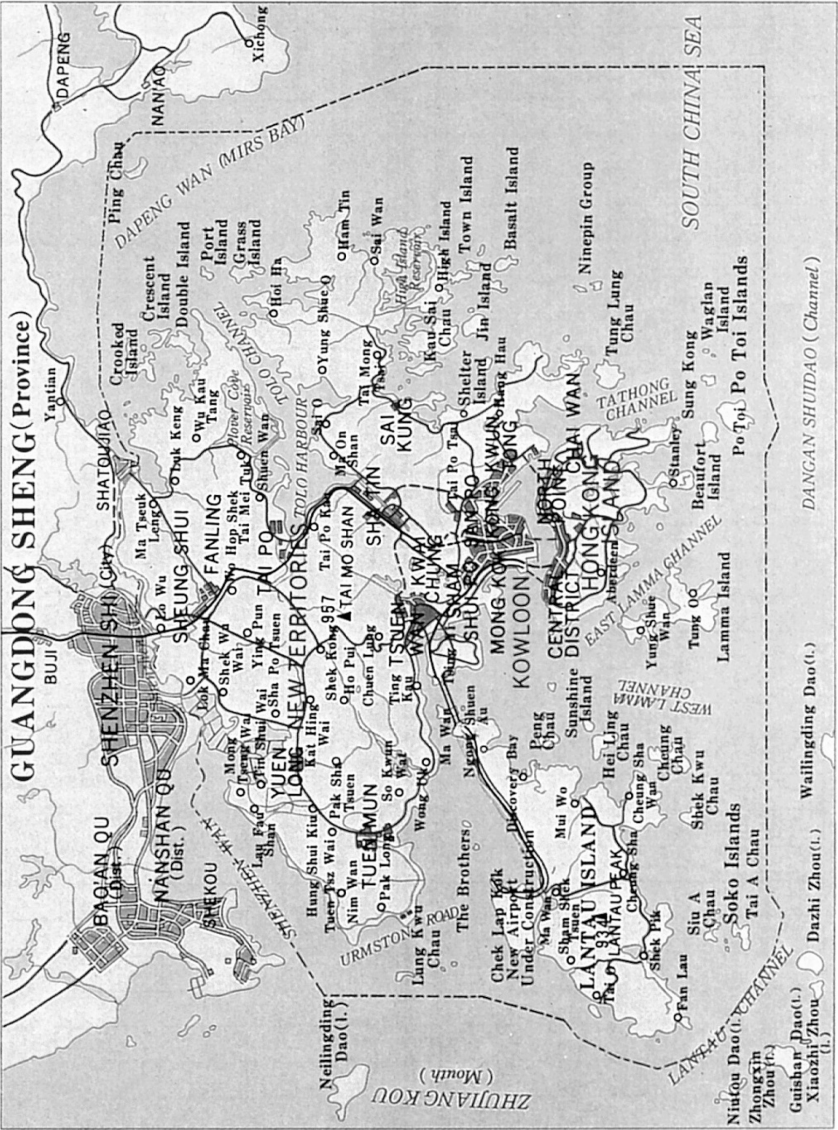 GUANGDONG SHENG (Province)
DAPENG
NAN'AO
Xichong
Ping Chau
DAPENG WAN (MIRS BAY)
Yantian
SHATOUJIAO
BUJI
SHENZHEN SHI (City)
BAO'AN QU
(Dist.)
NANSHAN QU
(Dist.)
SHEKOU
SHENZHEN WAN
Crooked
Island
Crescent
Island
Double Island
Port
Island
Grass
Island
Hoi Ha
TOLO CHANNEL
Wu Kau
Tang
Luk Keng
Plover Cove
Reservoir
Ma Tseuk
Leng
Lo Wu
SHEUNG SHUI
FANLING
Wo Hop Shek
Tai Mei Tuk
Shuen Wan
TOLO HARBOUR
Lok Ma Chau
Shek Wu
Wai
Ying Pun
Sha Po Tsuen
TAI PO
Tai Po Kau
NEW TERRITORIES
957
TAI MO SHAN
Shek Kong
Ho Pui
Chuen Lung
Kat Hing
Wai
Mong
Tseng Wai
Tin Shui Wai
YUEN
LONG
Lau Fau
Shan
Hung Shui Kiu
Pak Sha
Tsuen
Tuen Tsz Wai
Nim Wan
TUEN MUN
Pak Long
So Kwun
Wat
Wong Uk
Ting
Kau
TSUEN
WAN
KWAI
CHUNG
Tsing Yi
SHA TIN
Ma On
Shan
Sai O
Yung Shue O
Ham Tin
Sai Wan
High Island
Reservoir
High Island
Tai Mong
Tsai
SAI
KUNG
Kau Sai
Chau
Town Island
Basalt Island
Jin Island
Shelter
Island
Hang Hau
Tai Po Tsai
Ninepin Group
Tung Lung
Chau
SHAM
SHUI PO
SAN PO
KONG
KWUN
TONG
MONG KOK
KOWLOON
NORTH
POINT
CHAI WAN
CENTRAL
DISTRICT
HONG KONG
ISLAND
Aberdeen
Stanley
TATHONG
CHANNEL
Sung Kong
Waglan
Island
Beaufort
Island
Po Toi
Po Toi Islands
SOUTH CHINA SEA
EAST LAMMA CHANNEL
Yung Shue
Wan
Tung O
Lamma Island
WEST LAMMA
CHANNEL
Sunshine
Island
Peng
Chau
Hei Ling
Chau
Cheung
Chau
Cheung Sha
Wan
Shek Kwu
Chau
Ma Wan
Ngong Shuen
Au
Discovery Bay
Mui Wo
Cheung Sha
LANTAU ISLAND
934
LANTAU PEAK
Sham Shek
Tsuen
Ma Wan
Tai O
Shek Pik
Fan Lau
Chek Lap Kok
New Airport
Under Construction
The Brothers
Lung Kwu
Chau
URMSTON ROAD
Siu A
Chau
Soko Islands
Tai A Chau
LANTAU CHANNEL
Neilingding
Dao(I.)
ZHUJIANG KOU
(Mouth)
Niutou Dao(I.)
Zhongxin
Zhou(I.)
Guishan Dao(I.)
Xiaozhi Zhou
(I.)
Dazhi Zhou(I.)
Wailingding Dao(I.)
DANGAN SHUIDAO (Channel)